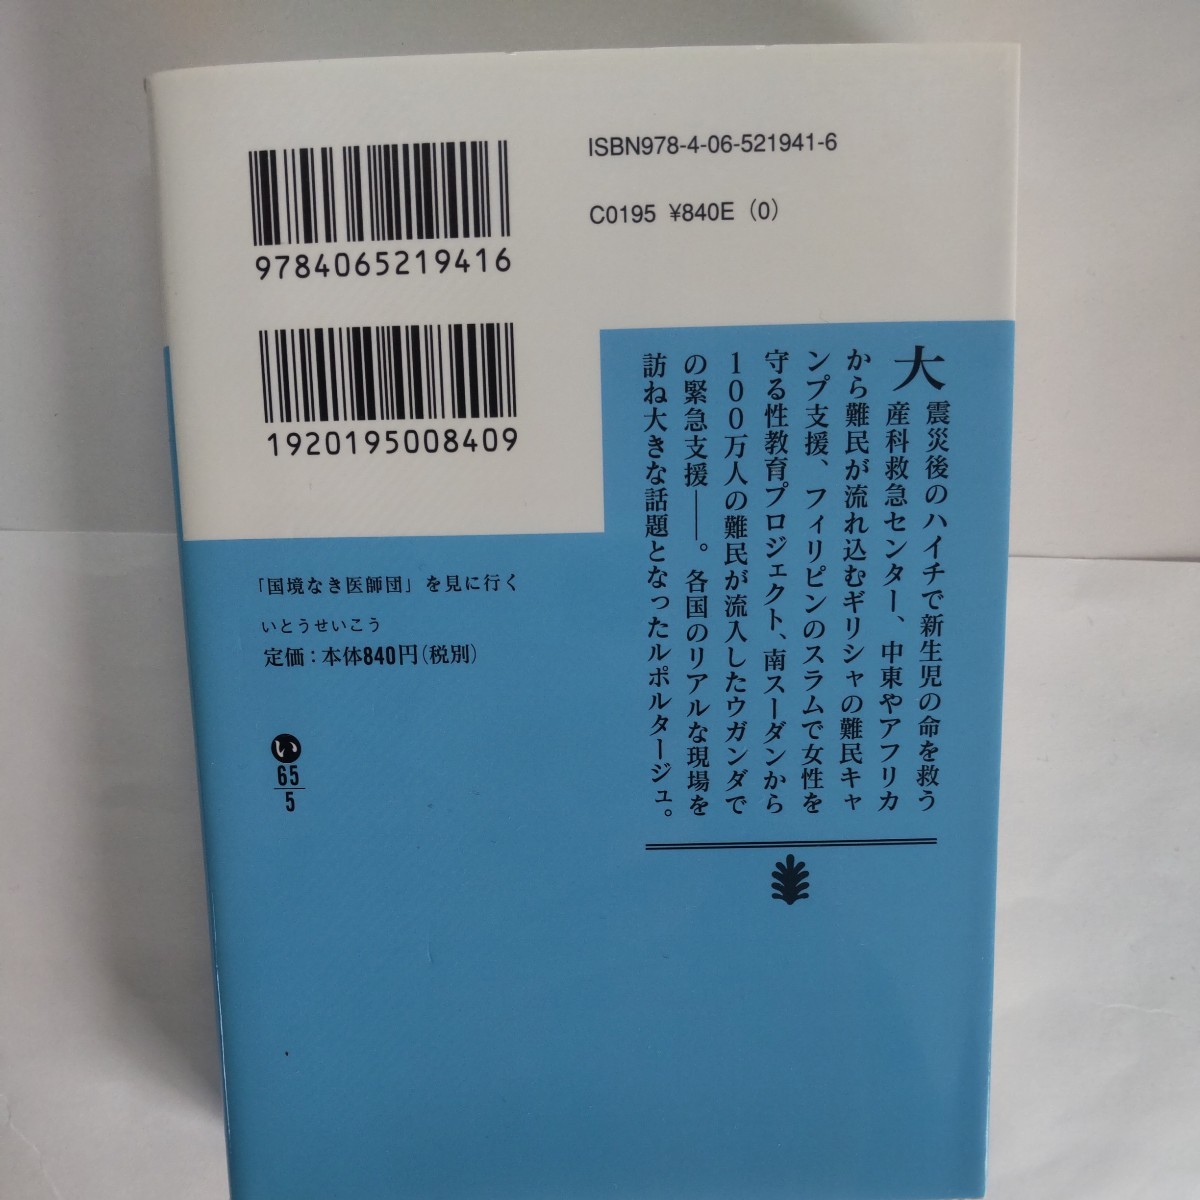 ISBN978-4-06-521941-6
C0195 ¥840E (0)
9784065219416
1920195008409
大震災後のハイチで新生児の命を救う
産科救急センター、中東やアフリカ
から難民が流れ込むギリシャの難民キャ
ンプ支援、フィリピンのスラムで女性を
守る性教育プロジェクト、南スーダンから
100万人の難民が流入したウガンダで
の緊急支援――。各国のリアルな現場を
訪ね大きな話題となったルポルタージュ。
「国境なき医師団」を見に行く
いとうせいこう
定価:本体840円(税別)
い
65
5